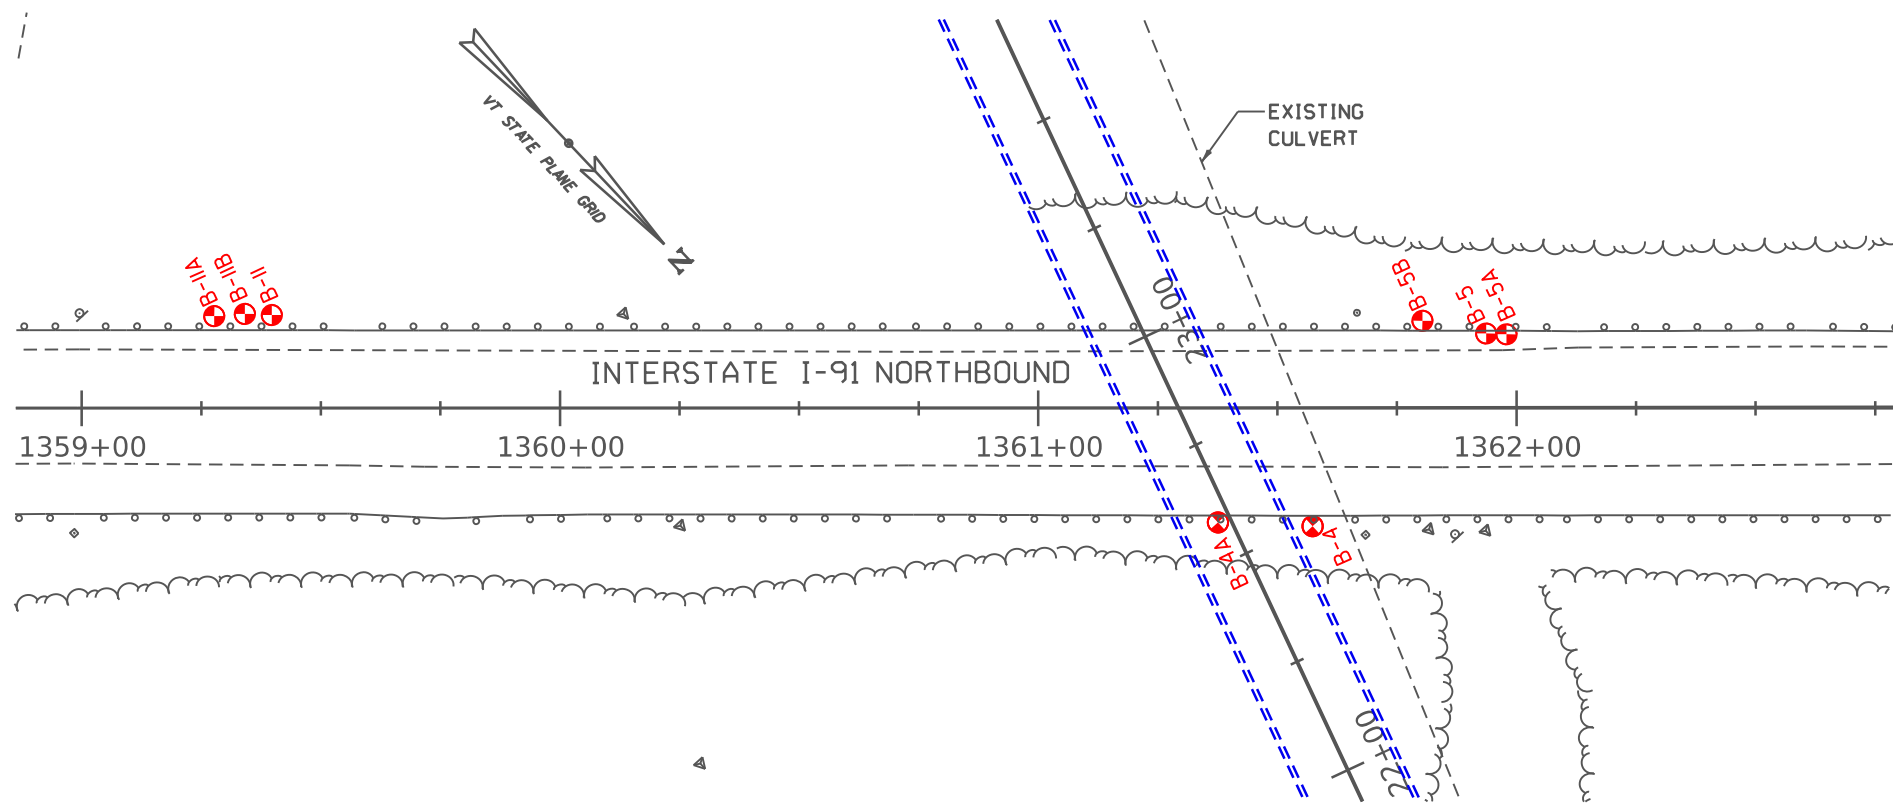 EXISTING
CULVERT
VT STATE PLANE GRID
N
B-11A
B-11B
B-11
B-5B
B-5
B-5A
23+00
INTERSTATE I-91 NORTHBOUND
1359+00
1360+00
1361+00
1362+00
B-4A
B-4
22+00